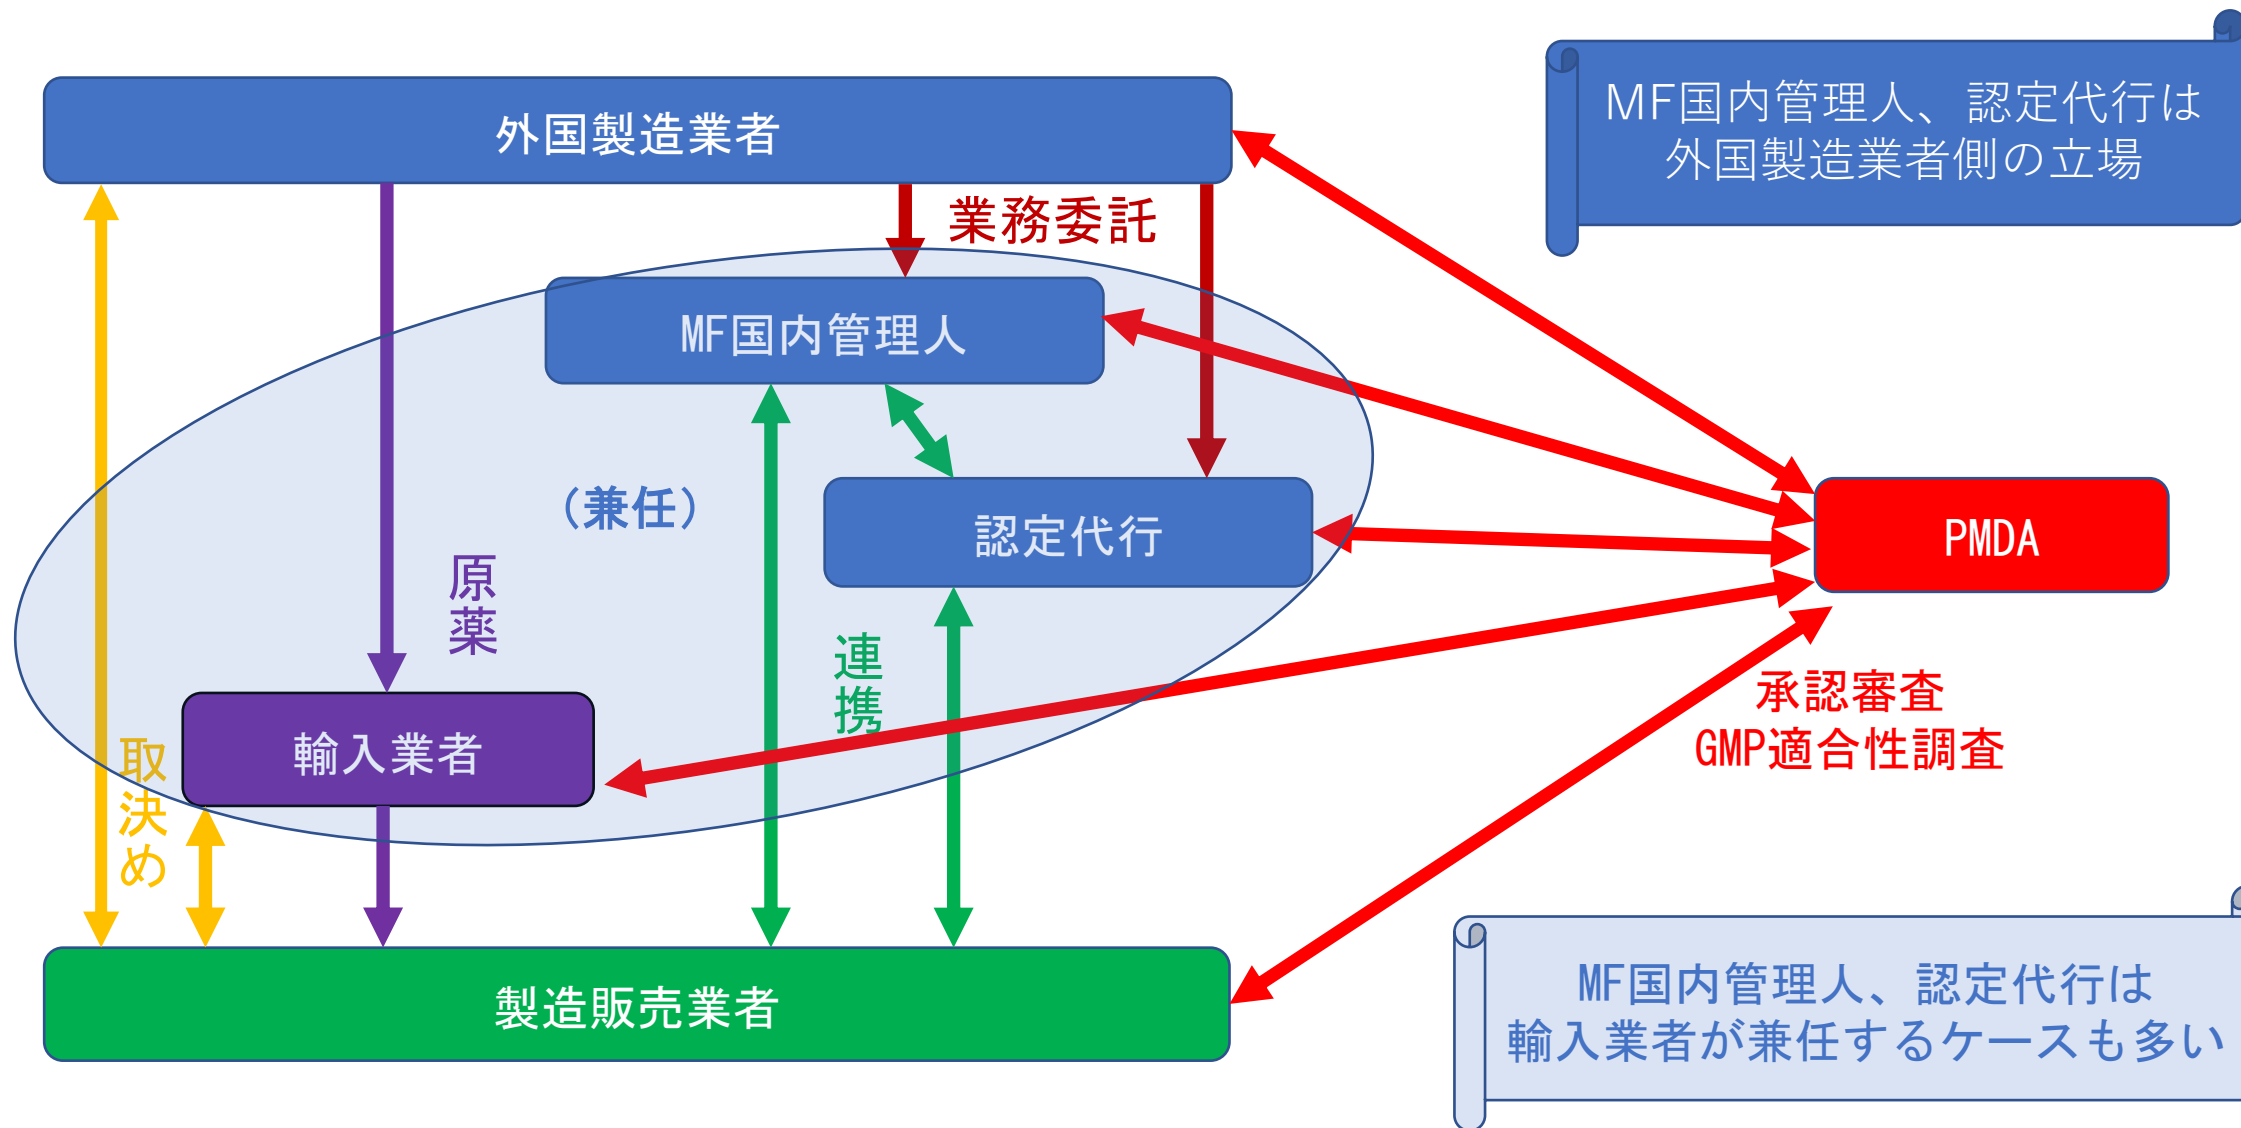 外国製造業者
MF国内管理人、認定代行は
外国製造業者側の立場
業務委託
MF国内管理人
（兼任）
認定代行
PMDA
原薬
連携
承認審査
GMP適合性調査
輸入業者
取決め
製造販売業者
MF国内管理人、認定代行は
輸入業者が兼任するケースも多い